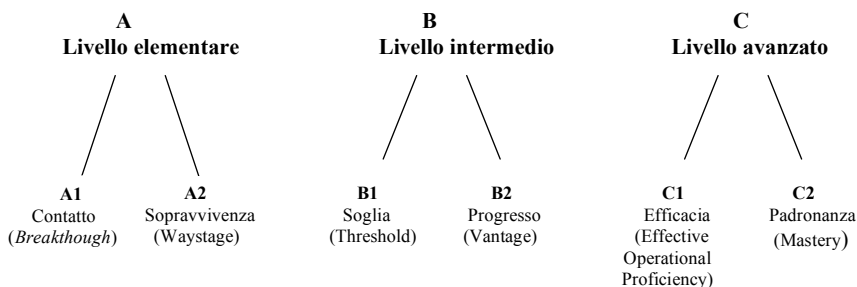 A
Livello elementare
B
Livello intermedio
C
Livello avanzato
A1
Contatto
(Breakthough)
A2
Sopravvivenza
(Waystage)
B1
Soglia
(Threshold)
B2
Progresso
(Vantage)
C1
Efficacia
(Effective
Operational
Proficiency)
C2
Padronanza
(Mastery)